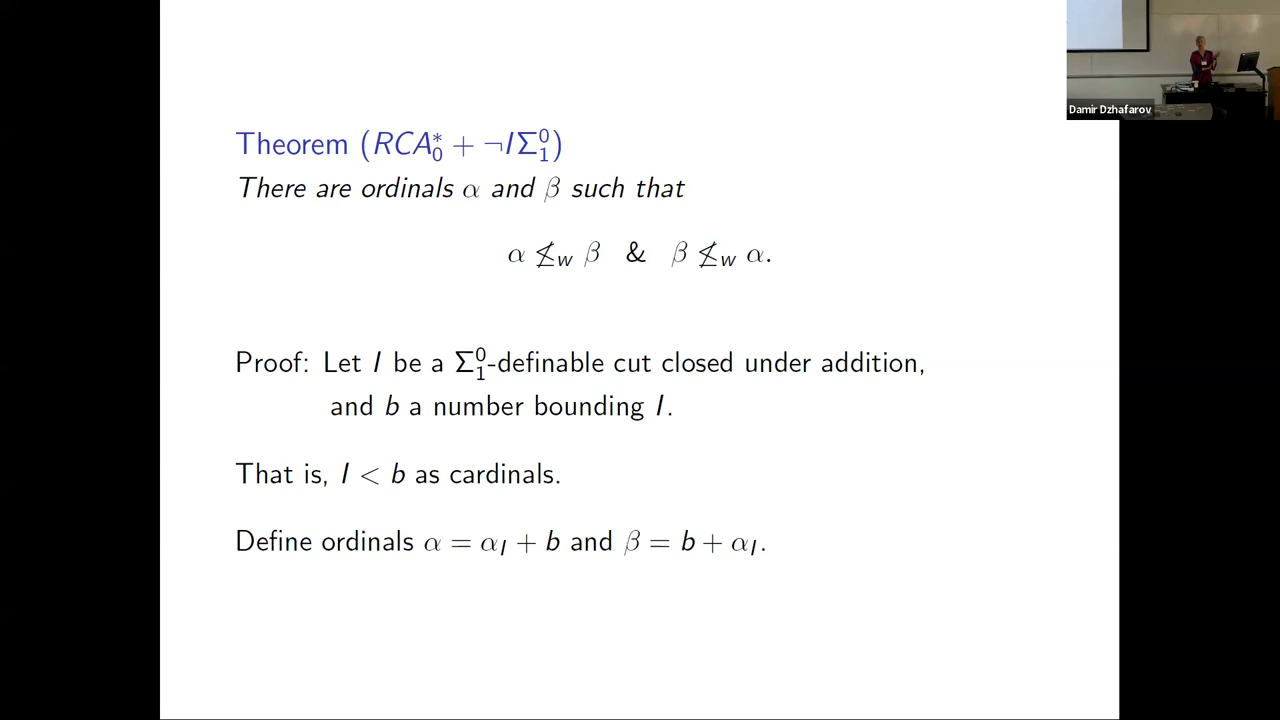 Theorem (RCA₀* + ¬IΣ₁⁰)
There are ordinals α and β such that
α ≰_w β & β ≰_w α.
Proof: Let I be a Σ₁⁰-definable cut closed under addition,
and b a number bounding I.
That is, I < b as cardinals.
Define ordinals α = α_I + b and β = b + α_I.
Damir Dzhafarov